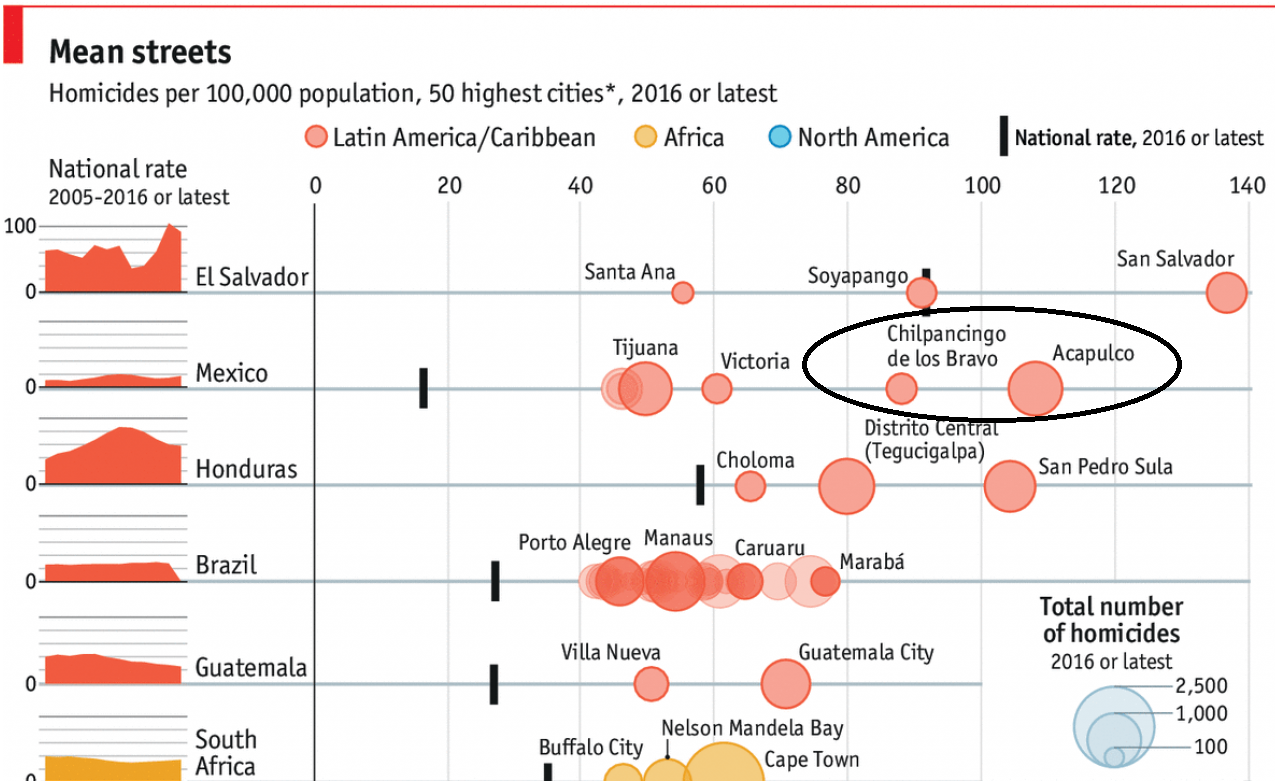 Mean streets
Homicides per 100,000 population, 50 highest cities*, 2016 or latest
Latin America/Caribbean
Africa
North America
National rate, 2016 or latest
National rate
2005-2016 or latest
0
20
40
60
80
100
120
140
100
0
El Salvador
Santa Ana
Soyapango
San Salvador
0
Mexico
Tijuana
Victoria
Chilpancingo
de los Bravo
Acapulco
0
Honduras
Choloma
Distrito Central
(Tegucigalpa)
San Pedro Sula
0
Brazil
Porto Alegre
Manaus
Caruaru
Marabá
0
Guatemala
Villa Nueva
Guatemala City
0
South
Africa
Buffalo City
Nelson Mandela Bay
Cape Town
Total number
of homicides
2016 or latest
2,500
1,000
100